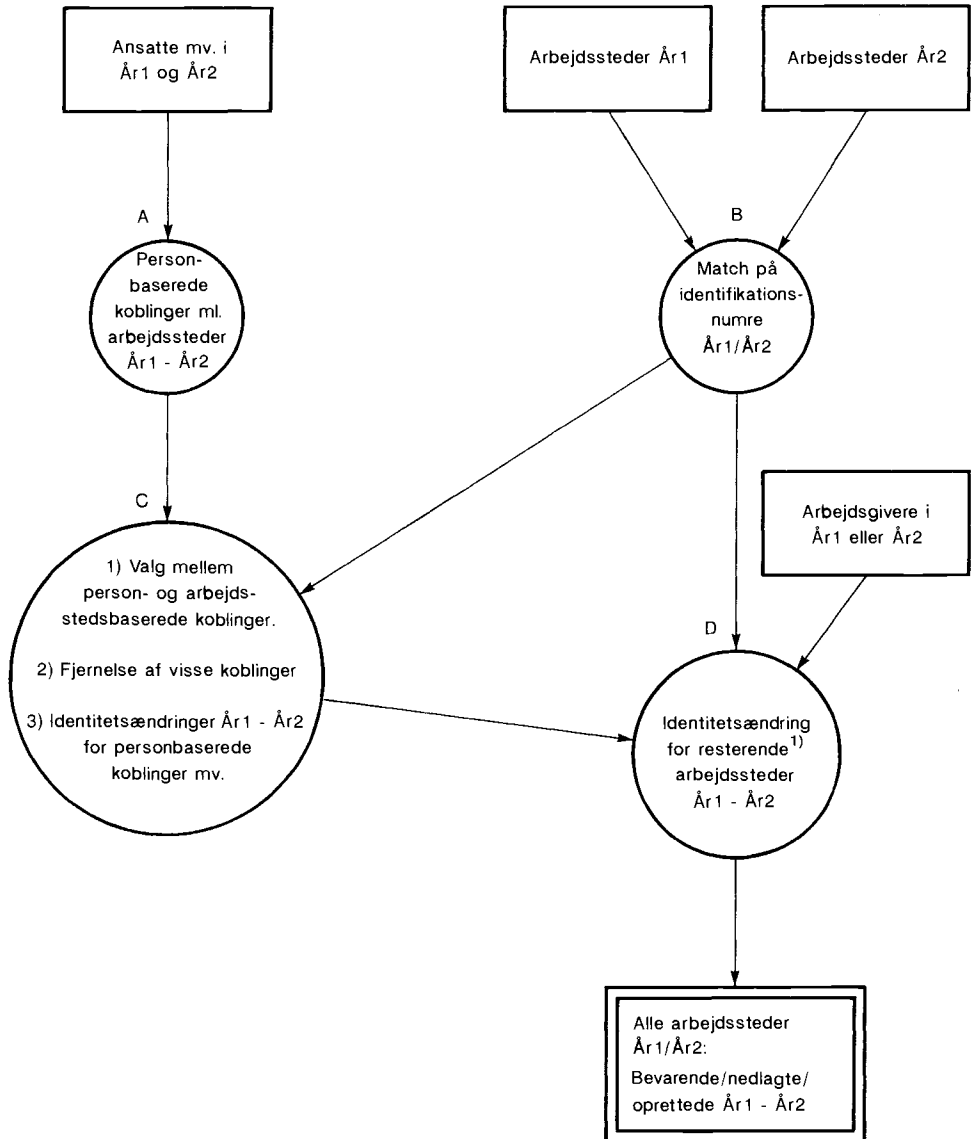 Ansatte mv. i
År1 og År2
Arbejdssteder År1
Arbejdssteder År2
A
B
Person-
baserede
koblinger ml.
arbejdssteder
År1 - År2
Match på
identifikations-
numre
År1/År2
C
Arbejdsgivere i
År1 eller År2
1) Valg mellem
person- og arbejds-
stedsbaserede koblinger.
2) Fjernelse af visse koblinger
3) Identitetsændringer År1 - År2
for personbaserede
koblinger mv.
D
Identitetsændring
for resterende 1)
arbejdssteder
År1 - År2
Alle arbejdssteder
År1/År2:
Bevarende/nedlagte/
oprettede År1 - År2